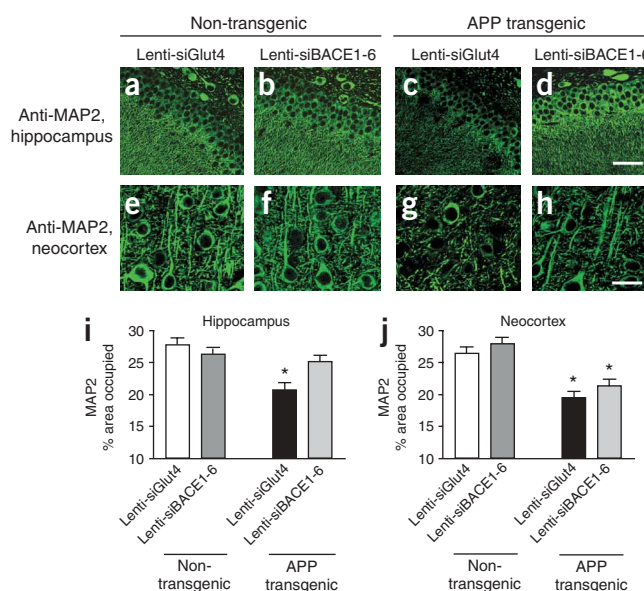 Non-transgenic APP transgenic
Lenti-siGlut4 Lenti-siBACE1-6 Lenti-siGlut4 Lenti-siBACE1-6
a b c d
Anti-MAP2,
hippocampus
e f g h
Anti-MAP2,
neocortex
i Hippocampus
MAP2
% area occupied
30
25
20
15
10
*
Lenti-siGlut4
Lenti-siBACE1-6
Lenti-siGlut4
Lenti-siBACE1-6
Non-
transgenic
APP
transgenic
j Neocortex
MAP2
% area occupied
30
25
20
15
10
* *
Lenti-siGlut4
Lenti-siBACE1-6
Lenti-siGlut4
Lenti-siBACE1-6
Non-
transgenic
APP
transgenic